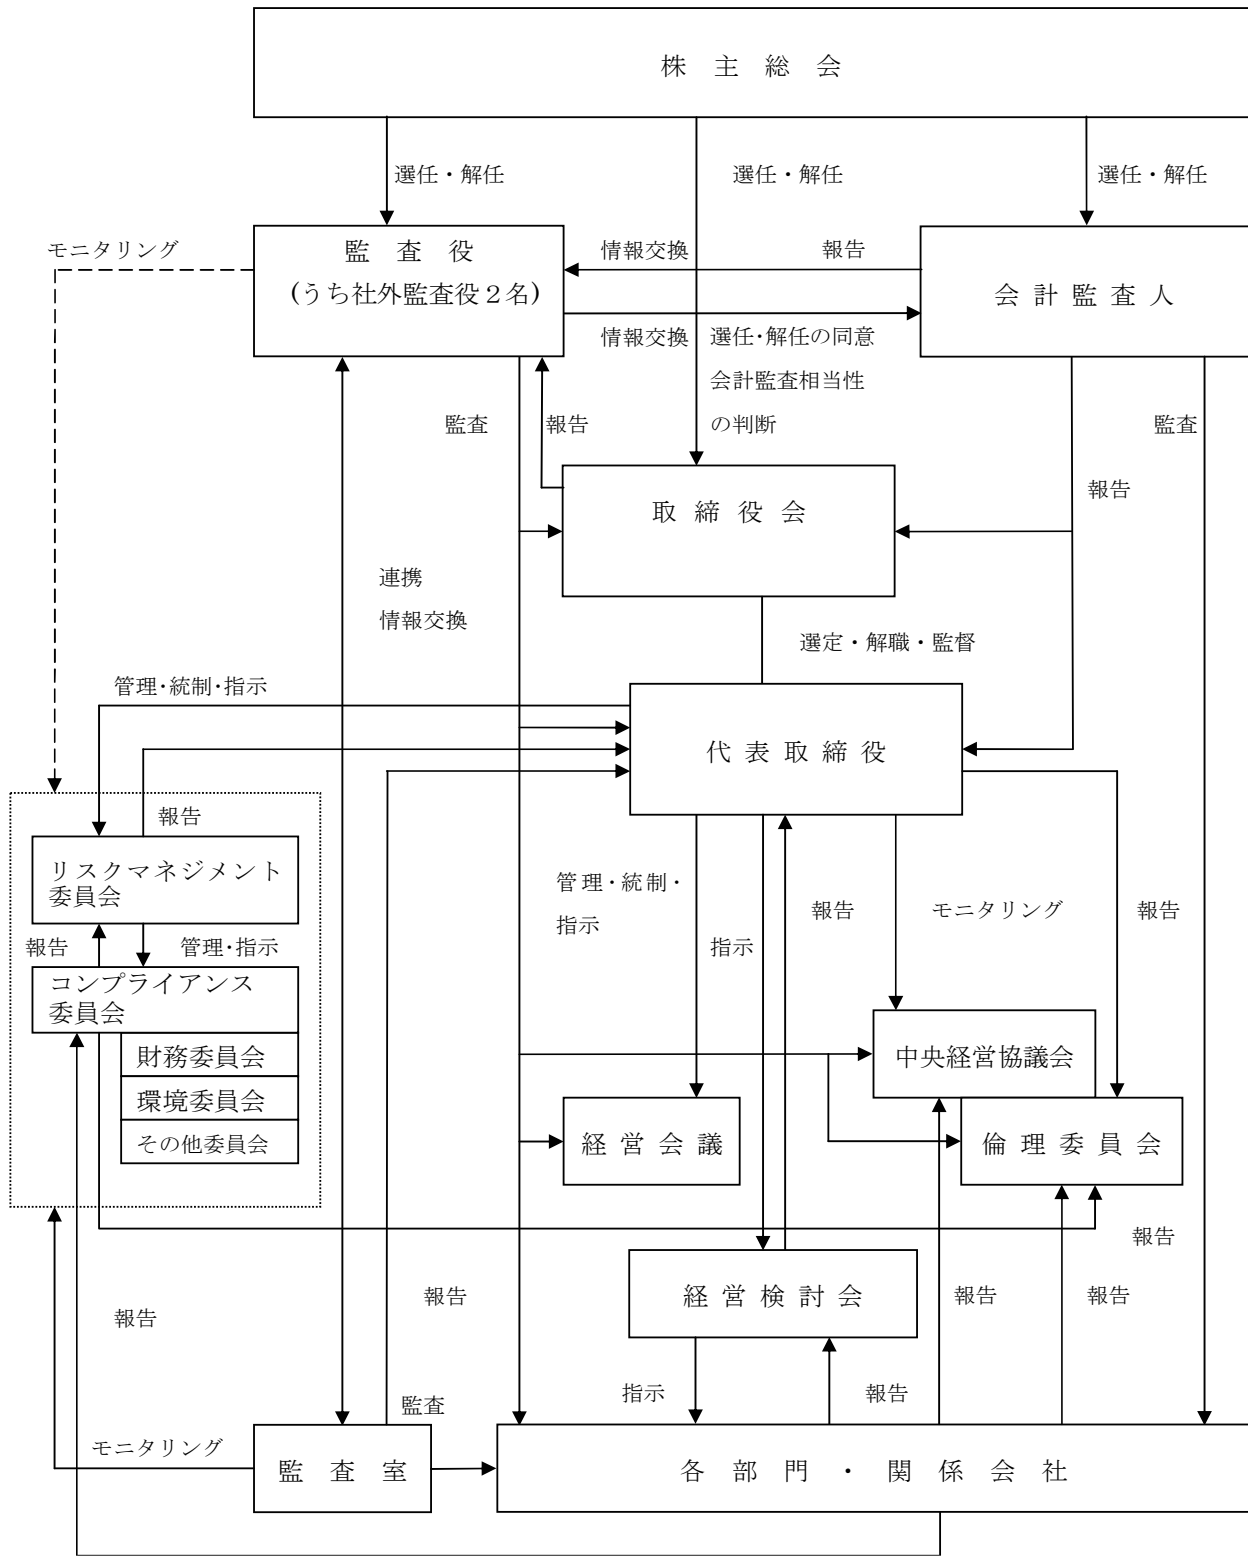 株主総会
選任・解任
選任・解任
選任・解任
モニタリング
監査役
(うち社外監査役２名)
情報交換
報告
会計監査人
情報交換
選任・解任の同意
会計監査相当性
の判断
監査
報告
監査
報告
取締役会
連携
情報交換
選定・解職・監督
管理・統制・指示
代表取締役
報告
リスクマネジメント
委員会
報告
管理・指示
コンプライアンス
委員会
財務委員会
環境委員会
その他委員会
管理・統制・
指示
指示
報告
モニタリング
報告
中央経営協議会
経営会議
倫理委員会
報告
経営検討会
報告
報告
報告
報告
指示
報告
監査
モニタリング
監査室
各部門・関係会社